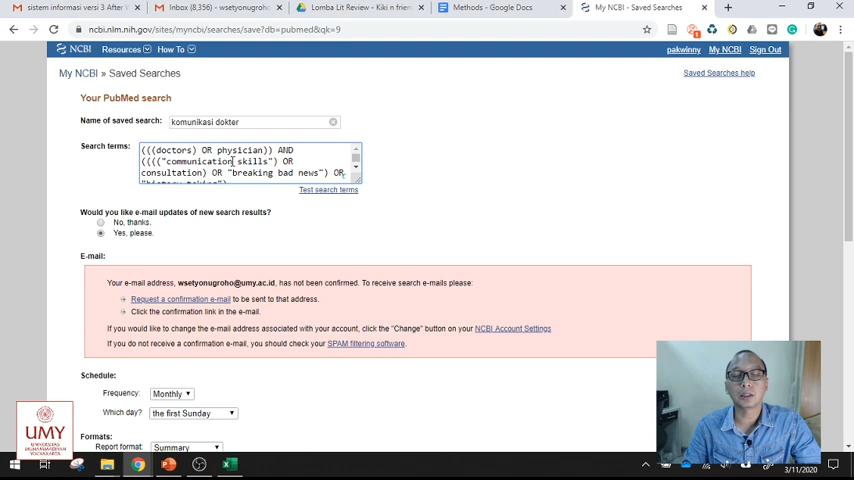 sistem informasi versi 3 After W
Inbox (8,356) - wsetyonugroho
Lomba Lit Review - Kiki n frien
Methods - Google Docs
My NCBI - Saved Searches
ncbi.nlm.nih.gov/sites/myncbi/searches/save?db=pubmed&qk=9
NCBI Resources How To pakwinny My NCBI Sign Out
My NCBI » Saved Searches Saved Searches help
Your PubMed search
Name of saved search: komunikasi dokter
Search terms: (((doctors) OR physician)) AND
(((("communication skills") OR
consultation) OR "breaking bad news") OR
"history taking")
Test search terms
Would you like e-mail updates of new search results?
No, thanks.
Yes, please.
E-mail:
Your e-mail address, wsetyonugroho@umy.ac.id, has not been confirmed. To receive search e-mails please:
Request a confirmation e-mail to be sent to that address.
Click the confirmation link in the e-mail.
If you would like to change the e-mail address associated with your account, click the "Change" button on your NCBI Account Settings
If you do not receive a confirmation e-mail, you should check your SPAM filtering software.
Schedule:
Frequency: Monthly
Which day? the first Sunday
Formats:
Report format: Summary
UMY
UNIVERSITAS
MUHAMMADIYAH
YOGYAKARTA
3/11/2020